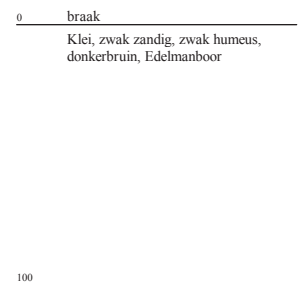 0 braak
Klei, zwak zandig, zwak humeus,
donkerbruin, Edelmanboor
100